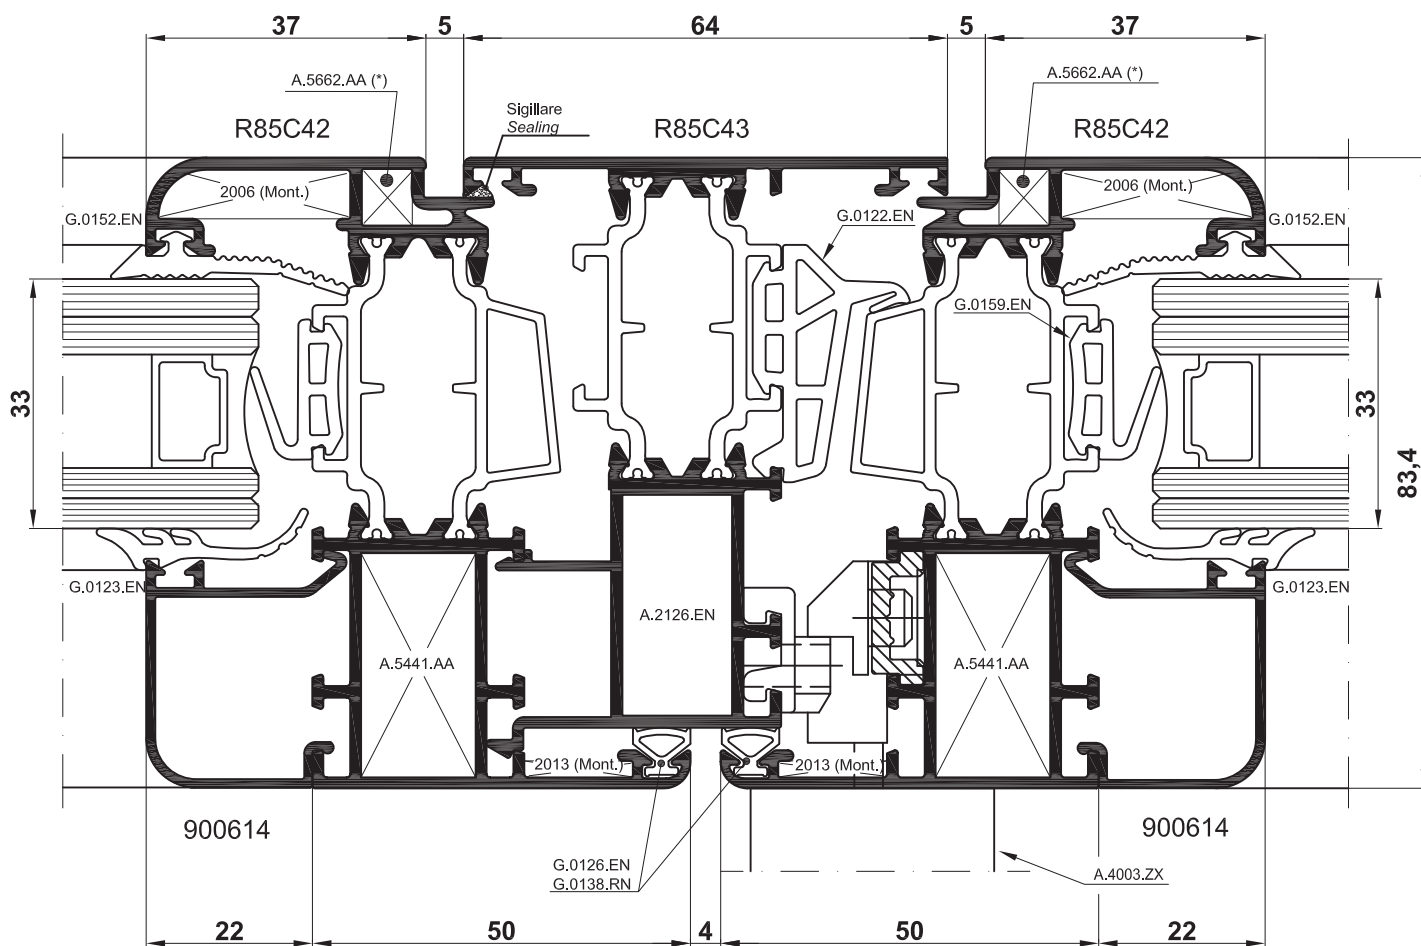 37
5
64
5
37
A.5662.AA (*)
A.5662.AA (*)
Sigillare
Sealing
R85C42
R85C43
R85C42
2006 (Mont.)
2006 (Mont.)
G.0152.EN
G.0122.EN
G.0152.EN
G.0159.EN
33
33
83,4
G.0123.EN
A.2126.EN
G.0123.EN
A.5441.AA
A.5441.AA
2013 (Mont.)
2013 (Mont.)
900614
900614
G.0126.EN
G.0138.RN
A.4003.ZX
22
50
4
50
22